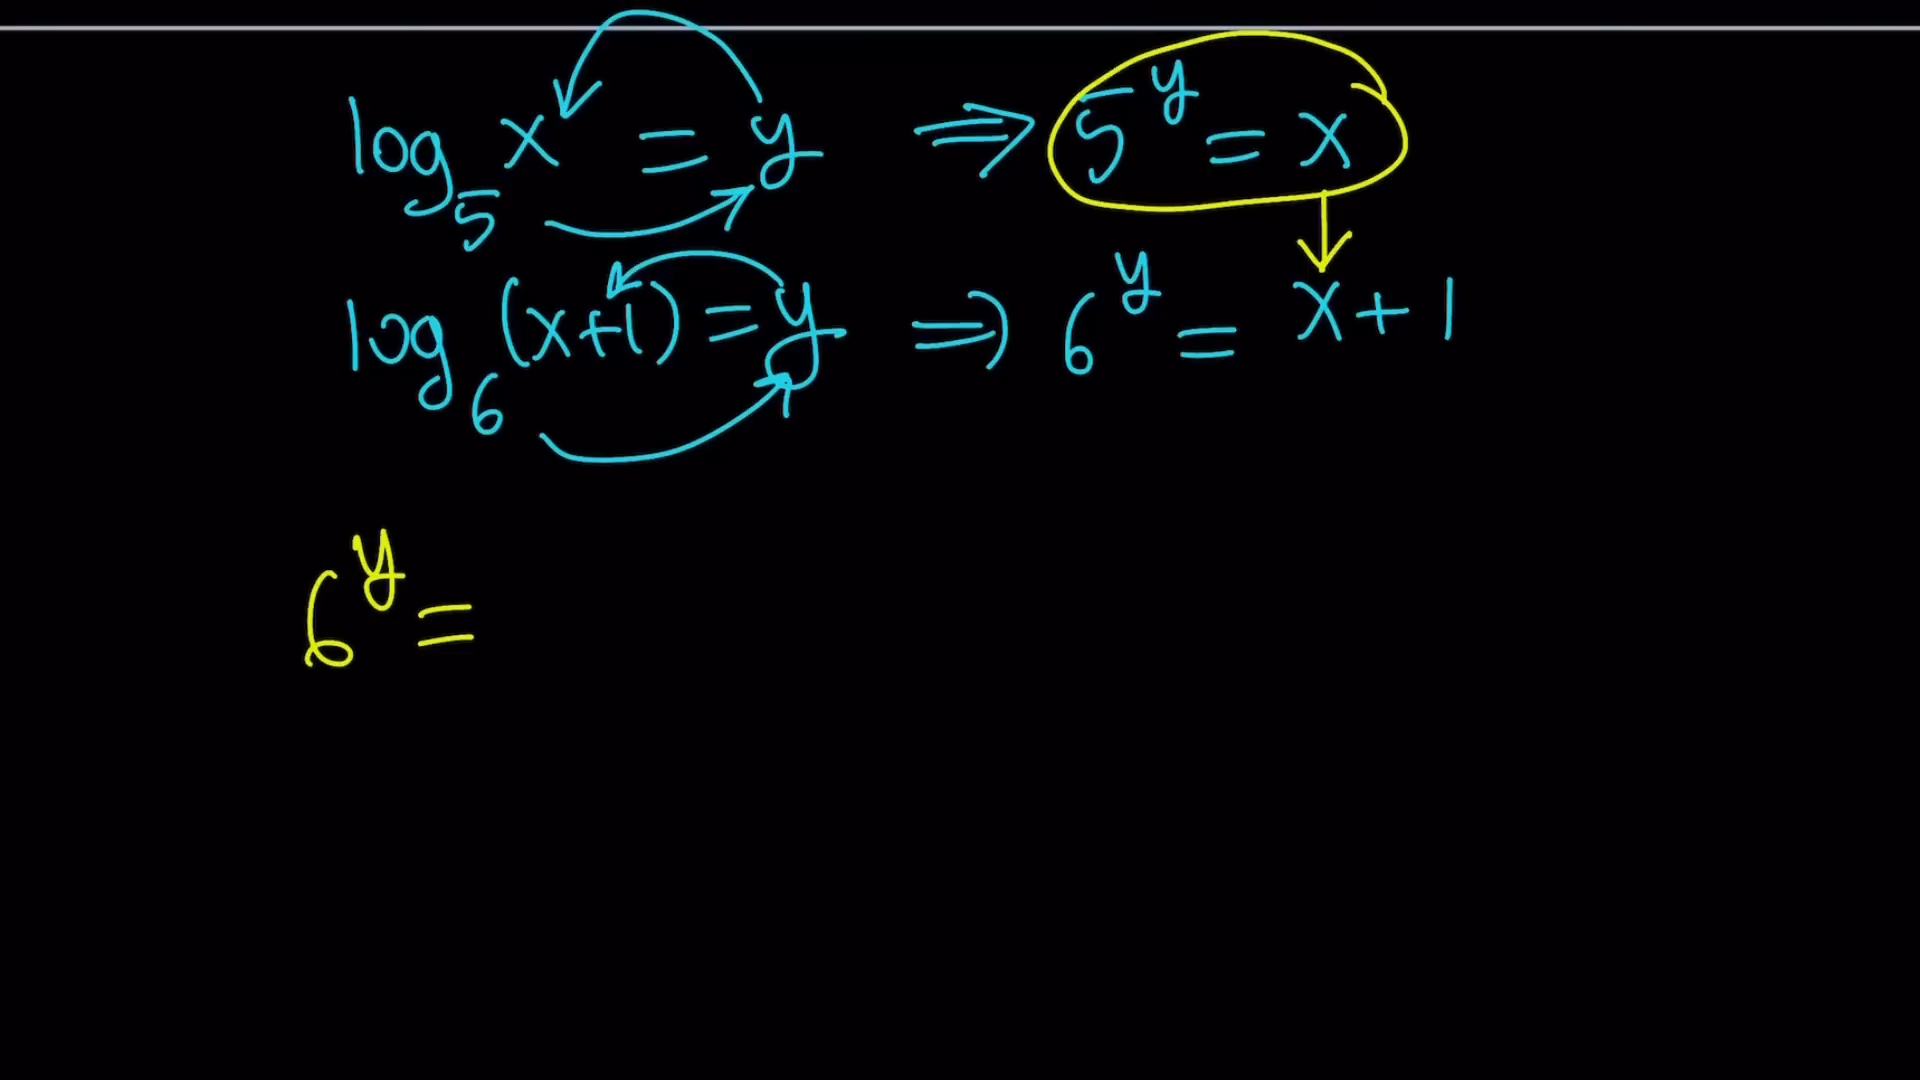 log₅ x = y ⇒ 5^y = x
log₆ (x+1) = y ⇒ 6^y = x+1
6^y =